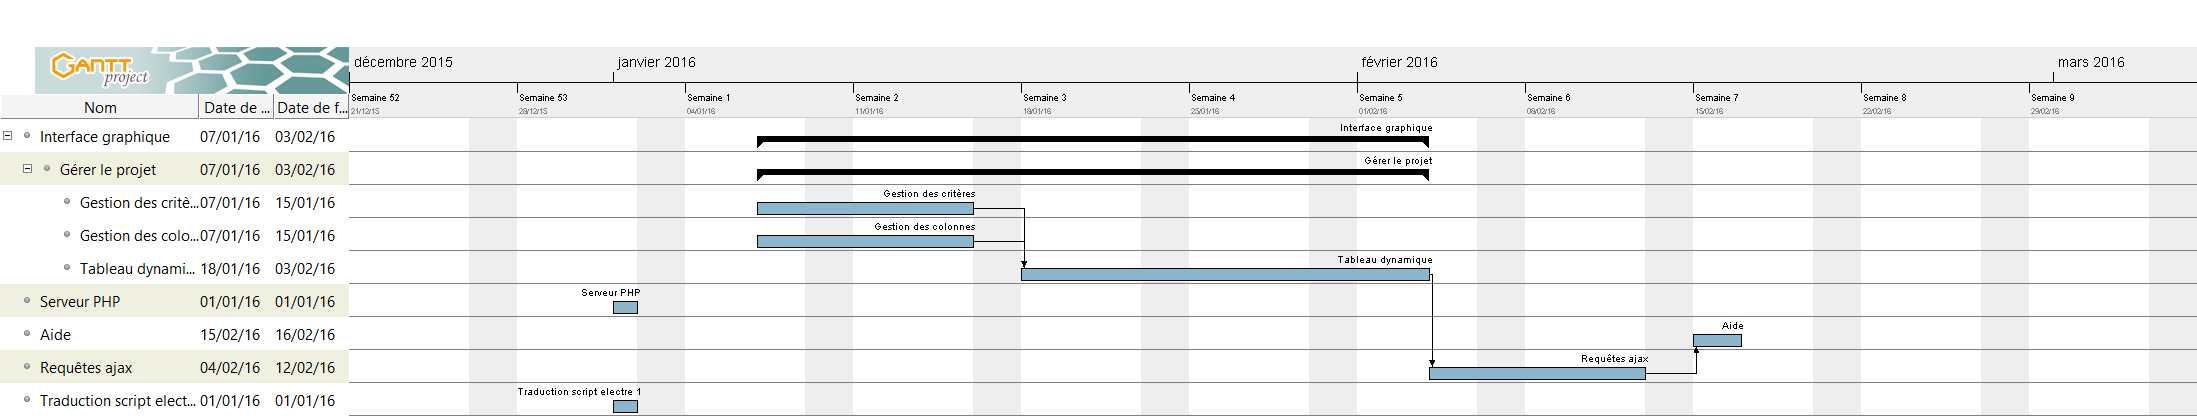 GANTT
project
décembre 2015 janvier 2016 février 2016 mars 2016
Nom Date de ... Date de f...
Semaine 52 Semaine 53 Semaine 1 Semaine 2 Semaine 3 Semaine 4 Semaine 5 Semaine 6 Semaine 7 Semaine 8 Semaine 9
21/12/15 28/12/15 04/01/16 11/01/16 18/01/16 25/01/16 01/02/16 08/02/16 15/02/16 22/02/16 29/02/16
Interface graphique 07/01/16 03/02/16 Interface graphique
Gérer le projet 07/01/16 03/02/16 Gérer le projet
Gestion des critè... 07/01/16 15/01/16 Gestion des critères
Gestion des colo... 07/01/16 15/01/16 Gestion des colonnes
Tableau dynami... 18/01/16 03/02/16 Tableau dynamique
Serveur PHP 01/01/16 01/01/16 Serveur PHP
Aide 15/02/16 16/02/16 Aide
Requêtes ajax 04/02/16 12/02/16 Requêtes ajax
Traduction script elect... 01/01/16 01/01/16 Traduction script electre 1